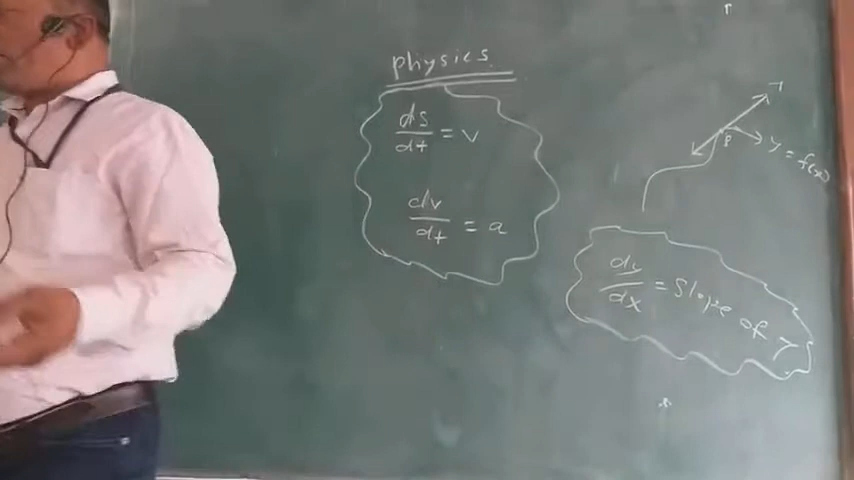 physics
ds/dt = v
dv/dt = a
T
P
y = f(x)
dy/dx = Slope of T